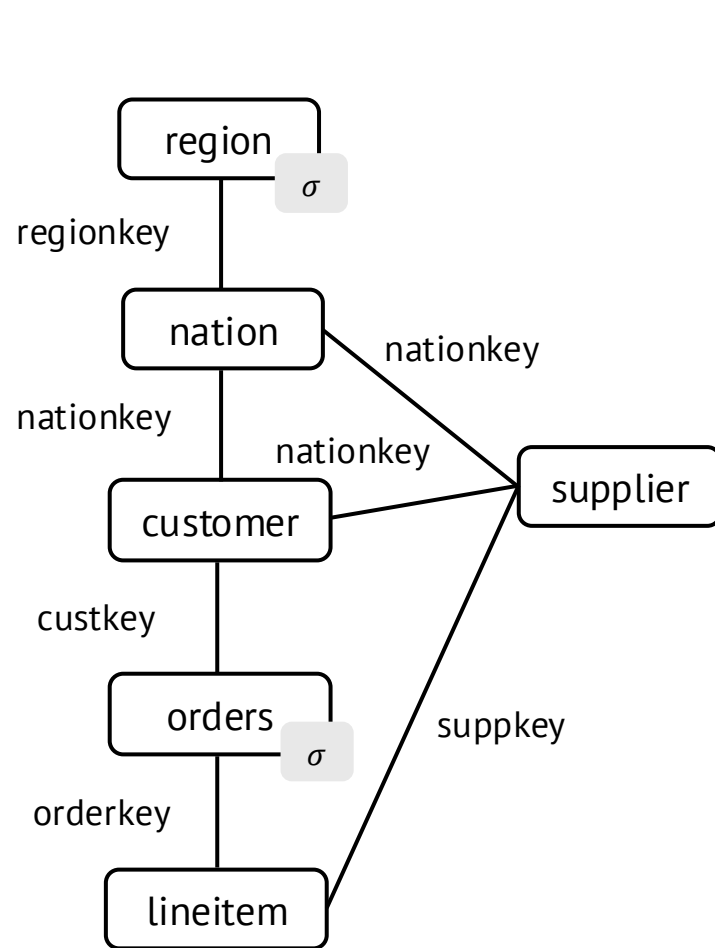 region
σ
regionkey
nation
nationkey
nationkey
nationkey
supplier
customer
custkey
orders
suppkey
σ
orderkey
lineitem